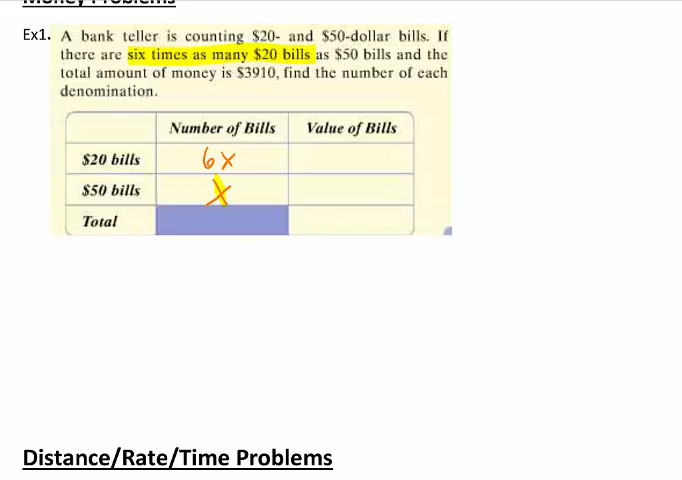 Money Problems
Ex1. A bank teller is counting $20- and $50-dollar bills. If
there are six times as many $20 bills as $50 bills and the
total amount of money is $3910, find the number of each
denomination.
Number of Bills Value of Bills
$20 bills 6x
$50 bills x
Total
Distance/Rate/Time Problems